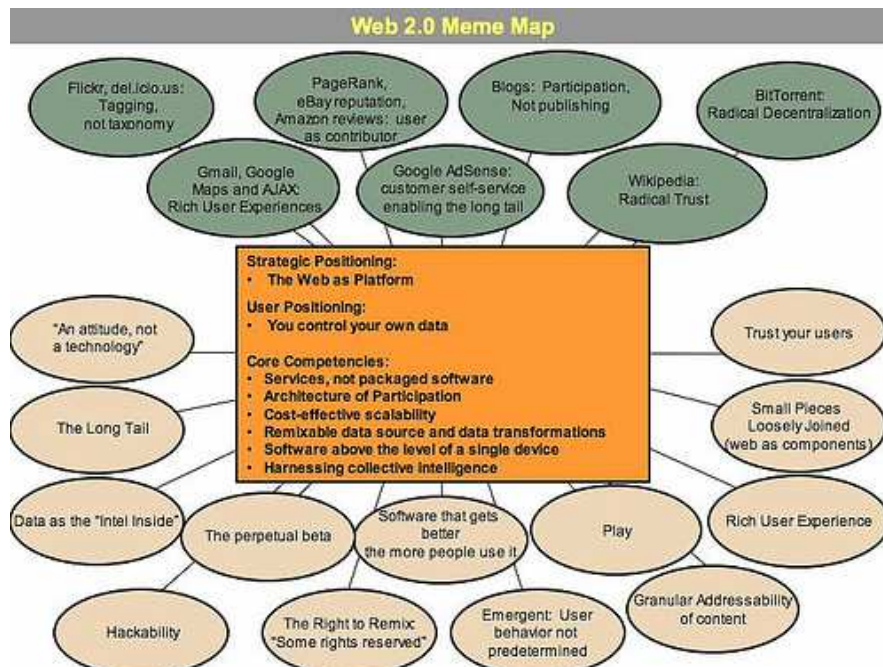 Web 2.0 Meme Map
Flickr, del.icio.us:
Tagging,
not taxonomy
PageRank,
eBay reputation,
Amazon reviews: user
as contributor
Blogs: Participation,
Not publishing
BitTorrent:
Radical Decentralization
Gmail, Google
Maps and AJAX:
Rich User Experiences
Google AdSense:
customer self-service
enabling the long tail
Wikipedia:
Radical Trust
Strategic Positioning:
• The Web as Platform
User Positioning:
• You control your own data
Core Competencies:
• Services, not packaged software
• Architecture of Participation
• Cost-effective scalability
• Remixable data source and data transformations
• Software above the level of a single device
• Harnessing collective intelligence
"An attitude, not
a technology"
Trust your users
The Long Tail
Small Pieces
Loosely Joined
(web as components)
Data as the "Intel Inside"
The perpetual beta
Software that gets
better
the more people use it
Play
Rich User Experience
Hackability
The Right to Remix:
"Some rights reserved"
Emergent: User
behavior not
predetermined
Granular Addressability
of content